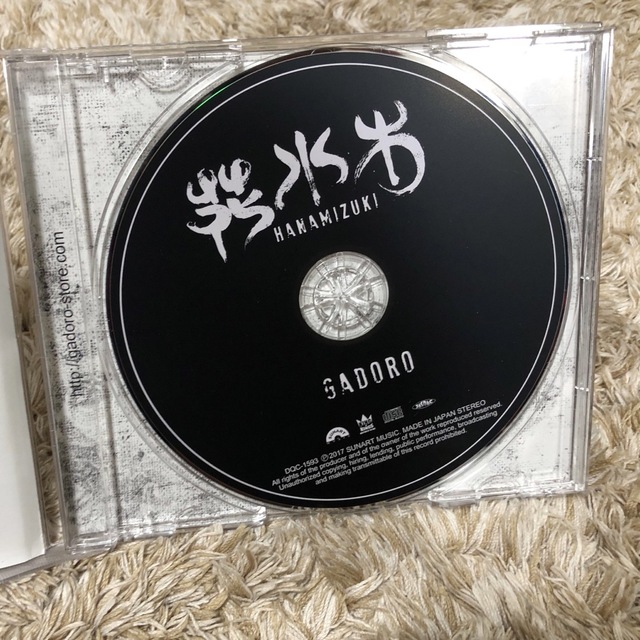 花水木
HANAMIZUKI
GADORO
DQC-1593 Ⓟ2017 SUNART MUSIC MADE IN JAPAN STEREO
All rights of the producer and of the owner of the work reproduced reserved.
Unauthorized copying, hiring, lending, public performance, broadcasting
and making transmittable of this record prohibited.
http://gadoro-store.com